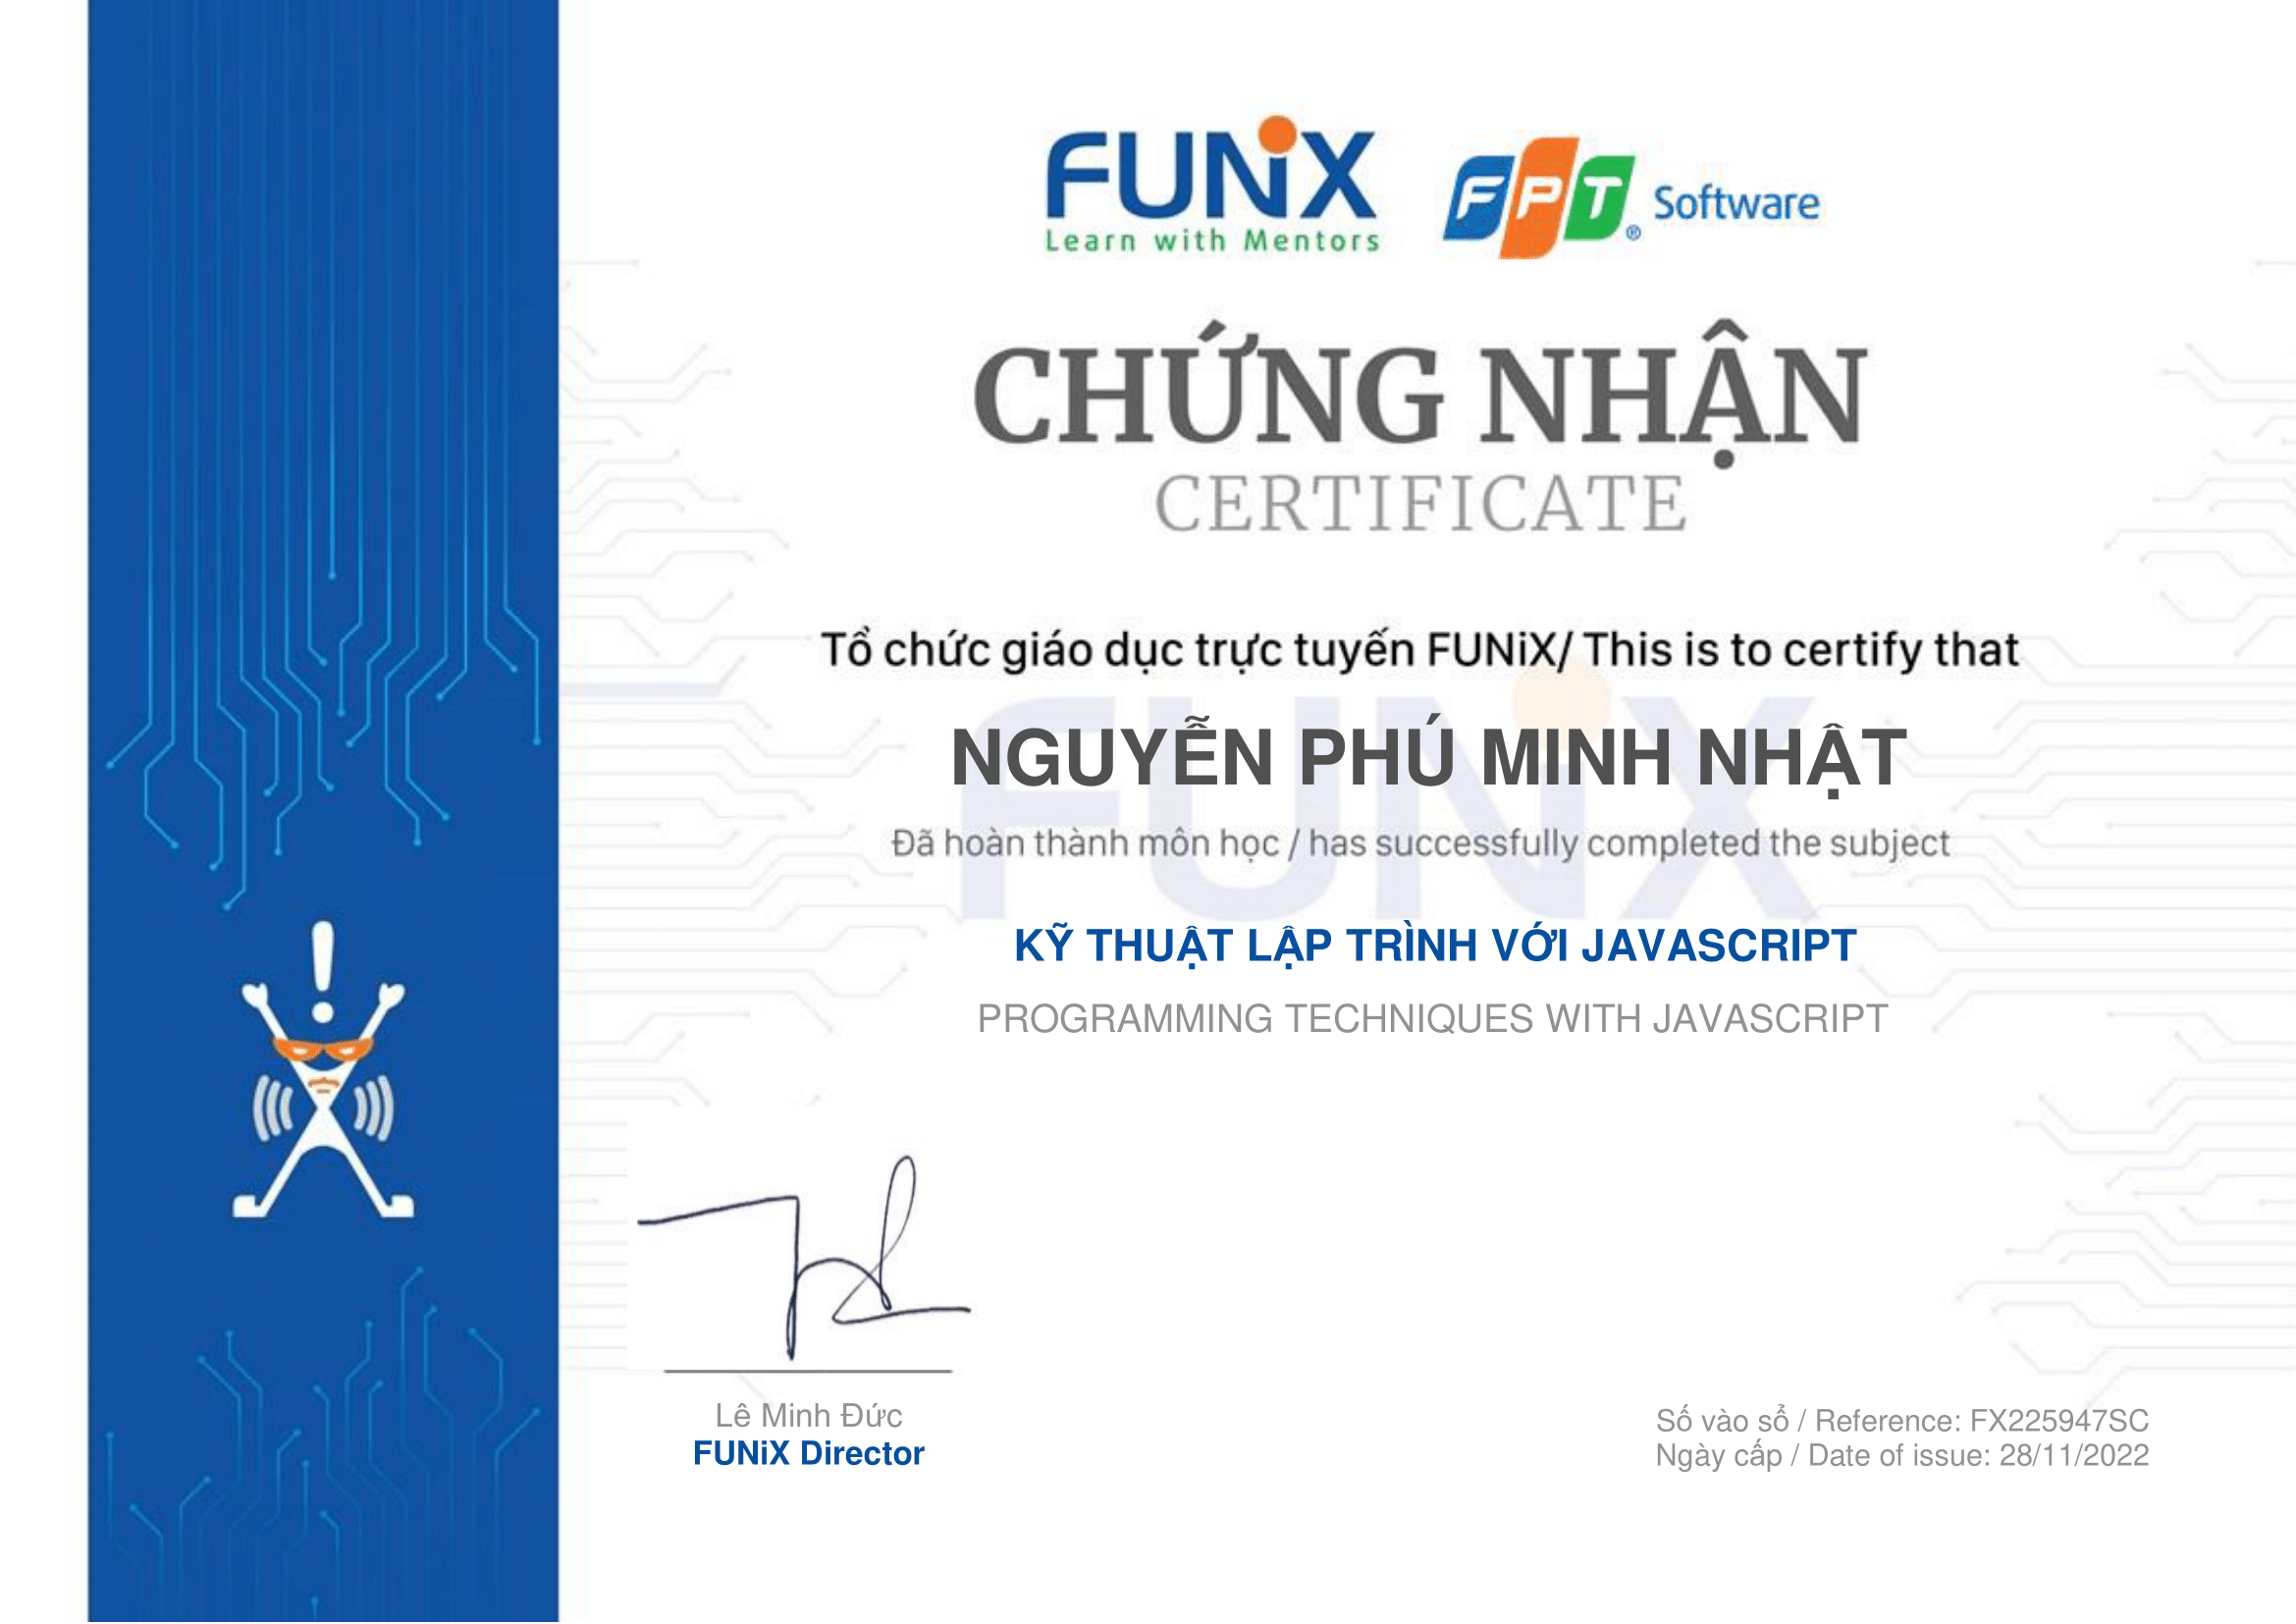 FUNiX
Learn with Mentors
FPT® Software
CHỨNG NHẬN
CERTIFICATE
Tổ chức giáo dục trực tuyến FUNiX/ This is to certify that
NGUYỄN PHÚ MINH NHẬT
Đã hoàn thành môn học / has successfully completed the subject
KỸ THUẬT LẬP TRÌNH VỚI JAVASCRIPT
PROGRAMMING TECHNIQUES WITH JAVASCRIPT
Lê Minh Đức
FUNiX Director
Số vào sổ / Reference: FX225947SC
Ngày cấp / Date of issue: 28/11/2022